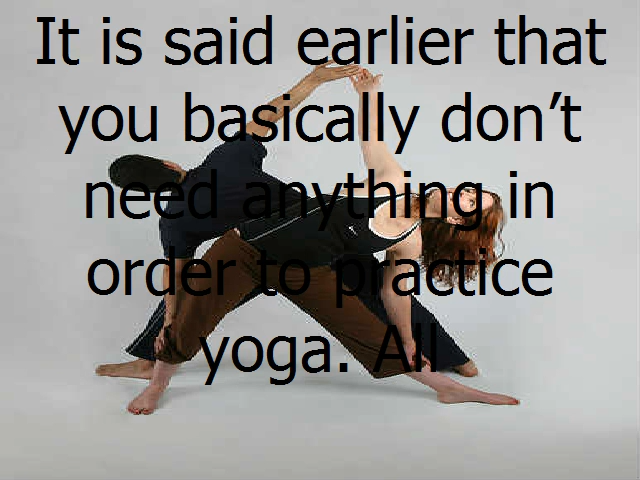 It is said earlier that
you basically don’t
need anything in
order to practice
yoga. All